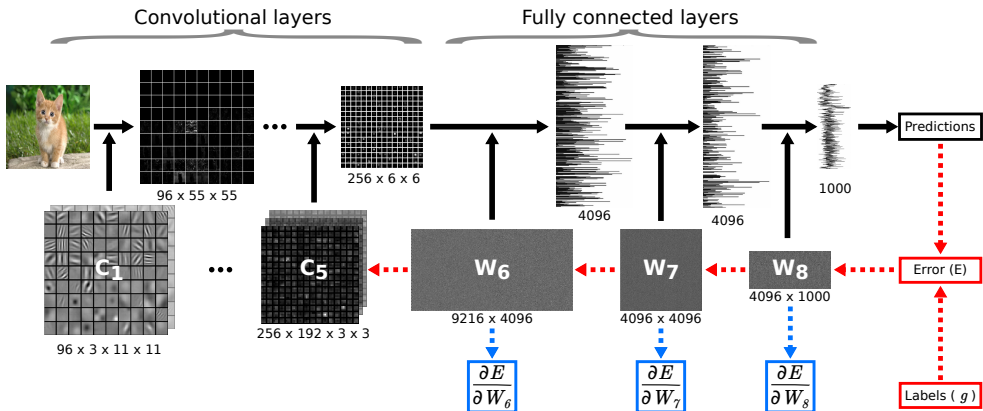 Convolutional layers
Fully connected layers
96 x 55 x 55
256 x 6 x 6
4096
4096
1000
Predictions
C1
C5
W6
W7
W8
Error (E)
96 x 3 x 11 x 11
256 x 192 x 3 x 3
9216 x 4096
4096 x 4096
4096 x 1000
∂E
∂W6
∂E
∂W7
∂E
∂W8
Labels ( g )